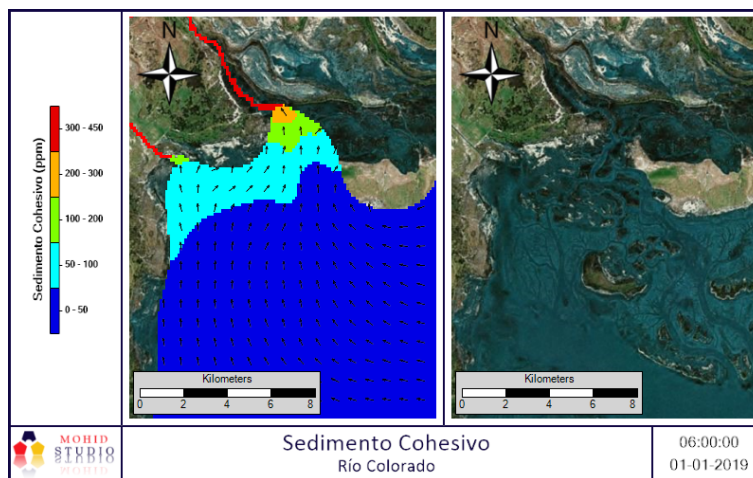 Sedimento Cohesivo (ppm)
300 - 450
200 - 300
100 - 200
50 - 100
0 - 50
N
Kilometers
0 2 4 6 8
N
Kilometers
0 2 4 6 8
MOHID
STUDIO
Sedimento Cohesivo
Río Colorado
06:00:00
01-01-2019